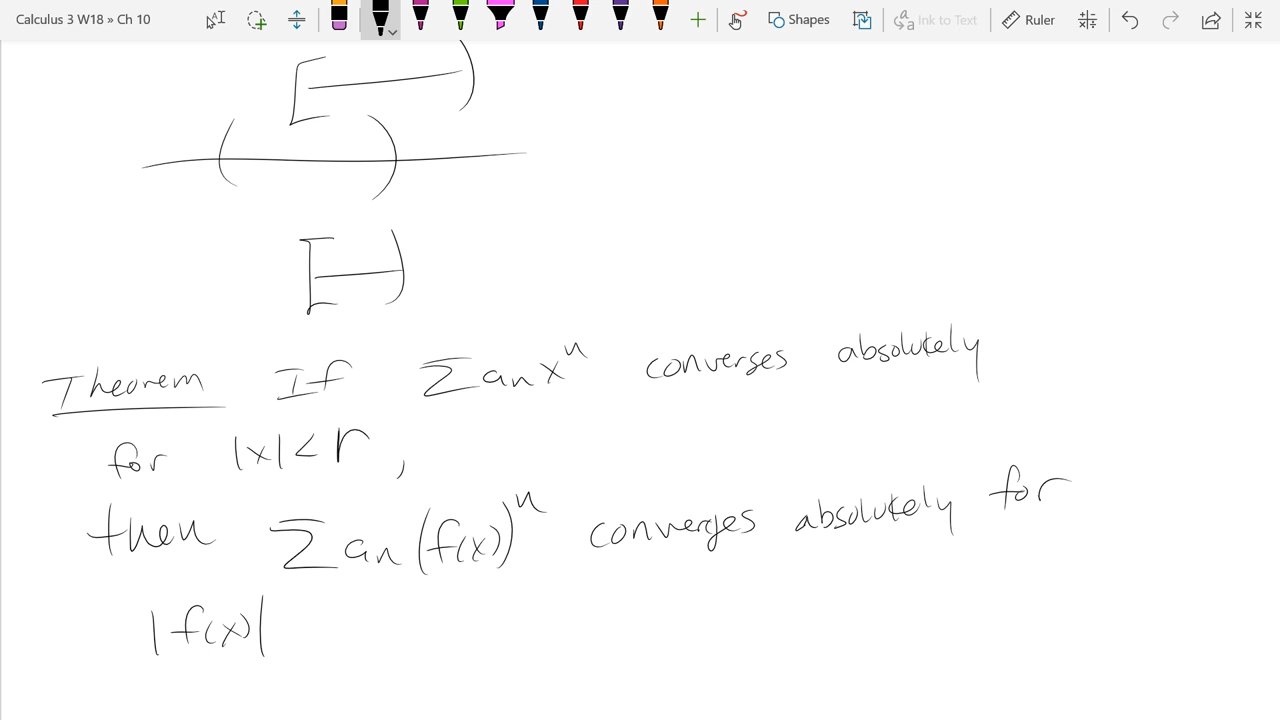 Calculus 3 W18 » Ch 10
Shapes
Ink to Text
Ruler
Theorem If ∑ anxⁿ converges absolutely
for |x| < r,
then ∑ an(f(x))ⁿ converges absolutely for
|f(x)|